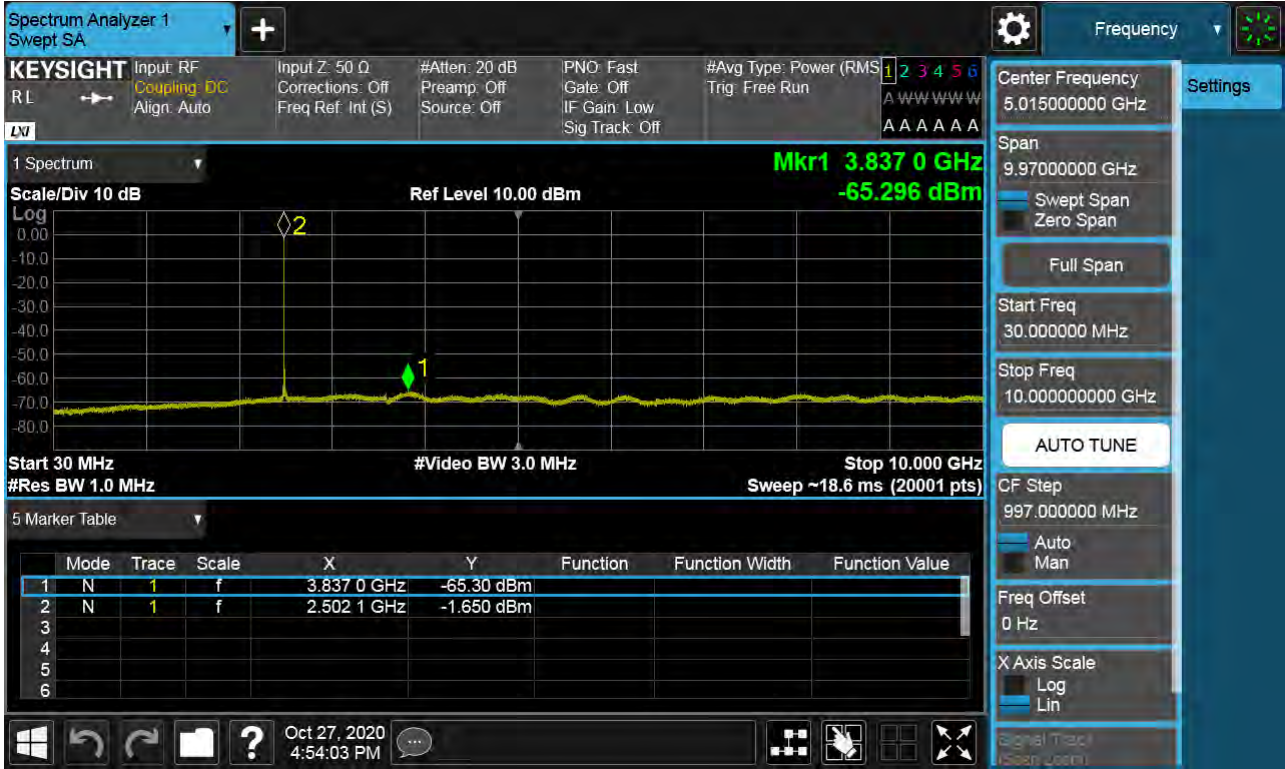 Spectrum Analyzer 1
Swept SA
+
Frequency
KEYSIGHT
RL
LXI
Input: RF
Coupling: DC
Align: Auto
Input Z: 50 Ω
Corrections: Off
Freq Ref: Int (S)
#Atten: 20 dB
Preamp: Off
Source: Off
PNO: Fast
Gate: Off
IF Gain: Low
Sig Track: Off
#Avg Type: Power (RMS
Trig: Free Run
1 2 3 4 5 6
A W W W W W
A A A A A A
1 Spectrum
Mkr1 3.837 0 GHz
-65.296 dBm
Scale/Div 10 dB
Ref Level 10.00 dBm
Log
0.00
-10.0
-20.0
-30.0
-40.0
-50.0
-60.0
-70.0
-80.0
2
1
Start 30 MHz
#Video BW 3.0 MHz
Stop 10.000 GHz
#Res BW 1.0 MHz
Sweep ~18.6 ms (20001 pts)
5 Marker Table
Mode Trace Scale X Y Function Function Width Function Value
1 N 1 f 3.837 0 GHz -65.30 dBm
2 N 1 f 2.502 1 GHz -1.650 dBm
3
4
5
6
?
Oct 27, 2020
4:54:03 PM
Center Frequency
5.015000000 GHz
Settings
Span
9.97000000 GHz
Swept Span
Zero Span
Full Span
Start Freq
30.000000 MHz
Stop Freq
10.000000000 GHz
AUTO TUNE
CF Step
997.000000 MHz
Auto
Man
Freq Offset
0 Hz
X Axis Scale
Log
Lin
Signal Track
(Span Zoom)